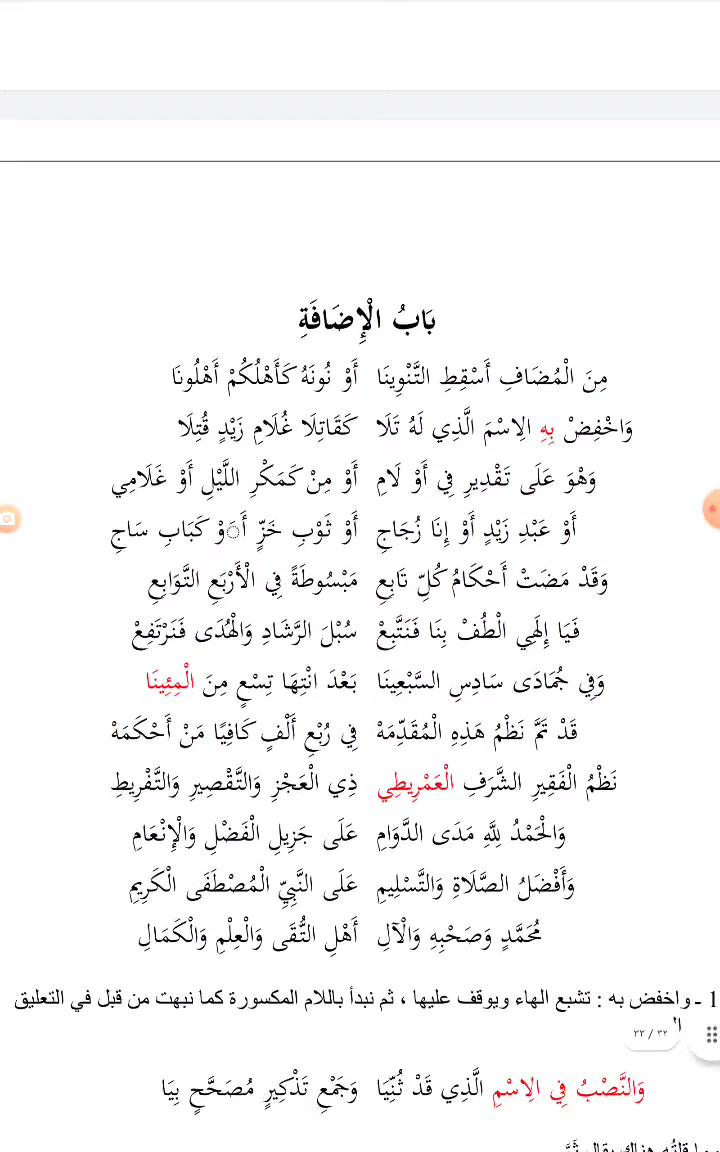 بَابُ الْإِضَافَةِ
مِنَ الْمُضَافِ أَسْقِطِ التَّنْوِينَا أَوْ نُونَهُ كَأَهْلُكُمْ أَهْلُونَا
وَاخْفِضْ بِهِ الِاسْمَ الَّذِي لَهُ تَلَا كَقَاتِلَا غُلَامِ زَيْدٍ قُتِلَا
وَهْوَ عَلَى تَقْدِيرِ فِي أَوْ لَامِ أَوْ مِنْ كَمَكْرِ اللَّيْلِ أَوْ غَلَامِي
أَوْ عَبْدِ زَيْدٍ أَوْ إِنَا زُجَاجِ أَوْ ثَوْبِ خَزٍّ أَ◌َوْ كَبَابِ سَاجِ
وَقَدْ مَضَتْ أَحْكَامُ كُلِّ تَابِعِ مَبْسُوطَةً فِي الْأَرْبَعِ التَّوَابِعِ
فَيَا إِلَهِي الْطُفْ بِنَا فَنَتَّبِعْ سُبْلَ الرَّشَادِ وَالْهُدَى فَنَرْتَفِعْ
وَفِي جُمَادَى سَادِسِ السَّبْعِينَا بَعْدَ انْتِهَا تِسْعٍ مِنَ الْمِئِينَا
قَدْ تَمَّ نَظْمُ هَذِهِ الْمُقَدِّمَهْ فِي رُبْعِ أَلْفٍ كَافِيًا مَنْ أَحْكَمَهْ
نَظْمُ الْفَقِيرِ الشَّرَفِ الْعَمْرِيطِي ذِي الْعَجْزِ وَالتَّقْصِيرِ وَالتَّفْرِيطِ
وَالْحَمْدُ لِلَّهِ مَدَى الدَّوَامِ عَلَى جَزِيلِ الْفَضْلِ وَالْإِنْعَامِ
وَأَفْضَلُ الصَّلَاةِ وَالتَّسْلِيمِ عَلَى النَّبِيِّ الْمُصْطَفَى الْكَرِيمِ
مُحَمَّدٍ وَصَحْبِهِ وَالْآلِ أَهْلِ التُّقَى وَالْعِلْمِ وَالْكَمَالِ
1 ـ واخفض به : تشبع الهاء ويوقف عليها ، ثم نبدأ باللام المكسورة كما نبهت من قبل في التعليق
٣٢ / ٣٣
وَالنَّصْبُ فِي الِاسْمِ الَّذِي قَدْ ثُنِّيَا وَجَمْعِ تَذْكِيرٍ مُصَحَّحٍ بِيَا